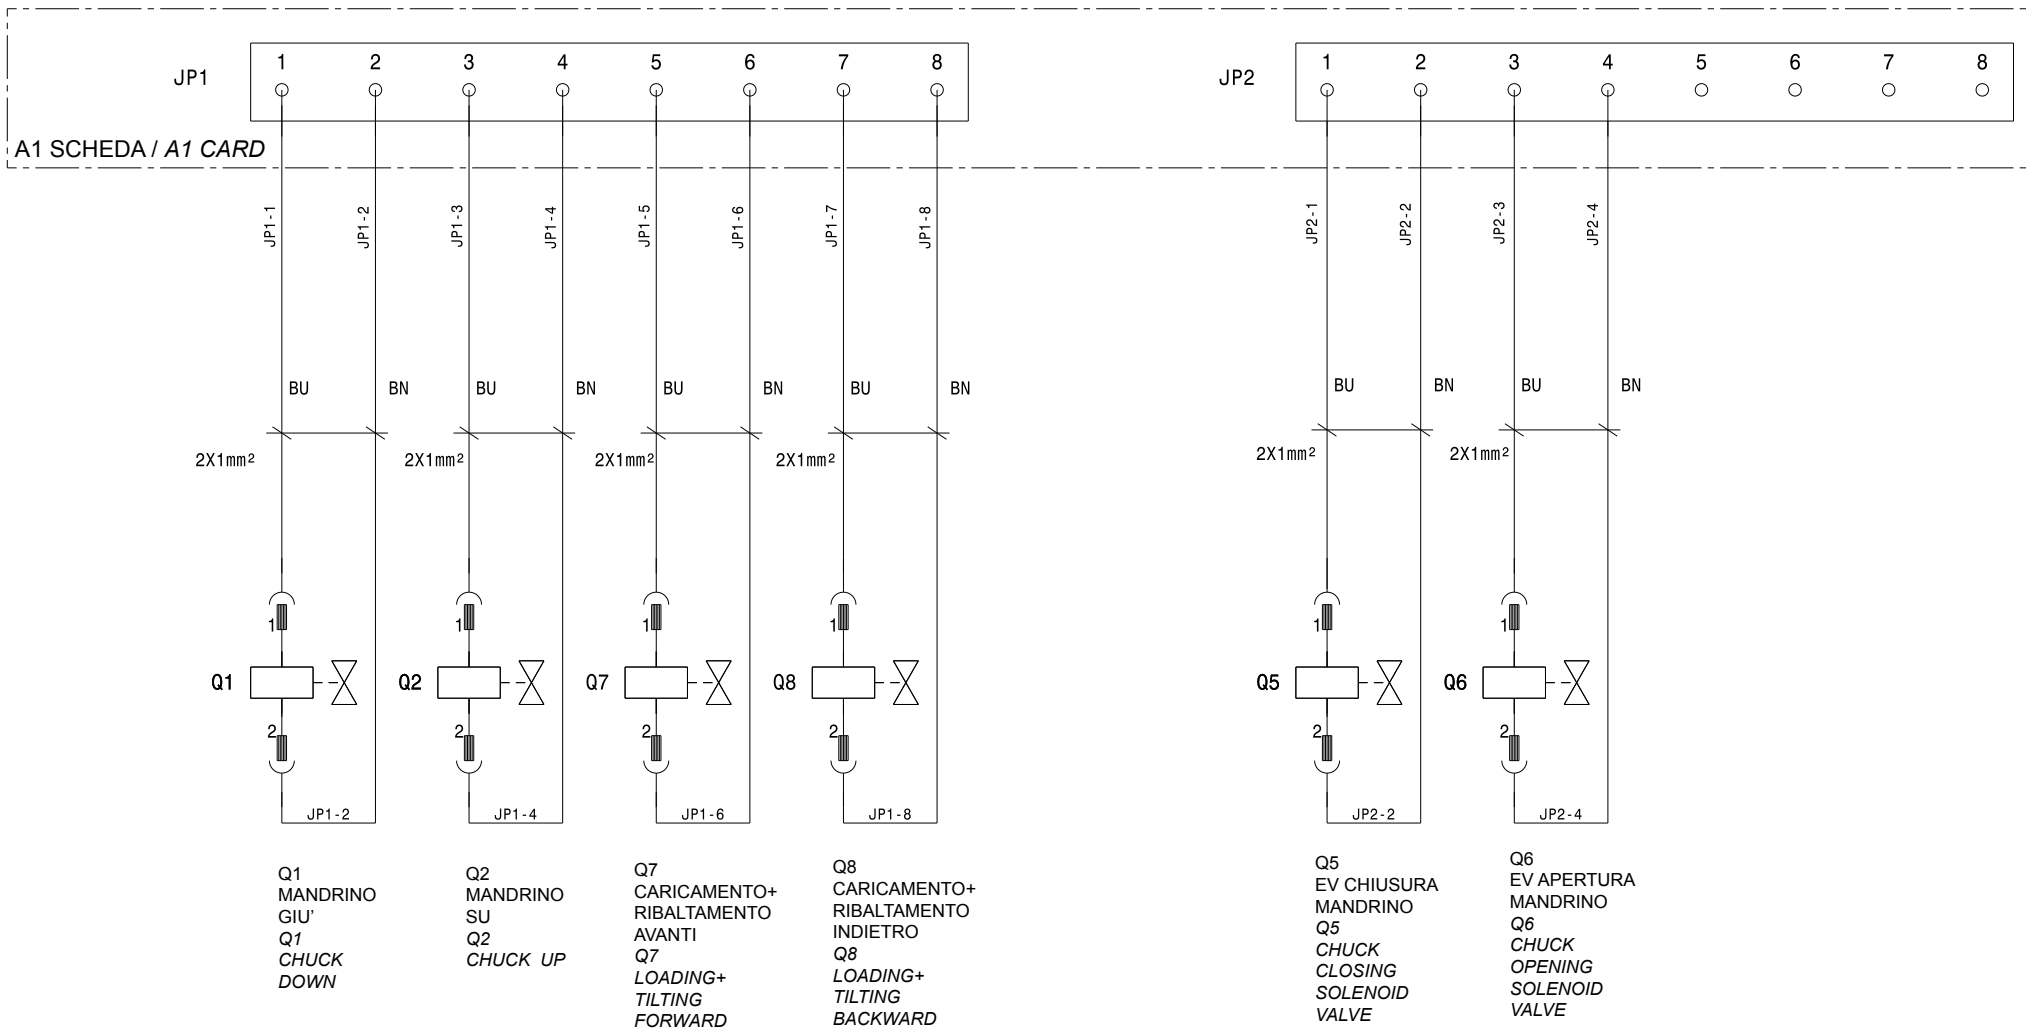 JP1
1 2 3 4 5 6 7 8
JP2
1 2 3 4 5 6 7 8
A1 SCHEDA / A1 CARD
JP1-1
JP1-2
JP1-3
JP1-4
JP1-5
JP1-6
JP1-7
JP1-8
JP2-1
JP2-2
JP2-3
JP2-4
BU BN BU BN BU BN BU BN
BU BN BU BN
2X1mm² 2X1mm² 2X1mm² 2X1mm²
2X1mm² 2X1mm²
1 1 1 1 1 1
Q1 Q2 Q7 Q8 Q5 Q6
2 2 2 2 2 2
JP1-2 JP1-4 JP1-6 JP1-8 JP2-2 JP2-4
Q1
MANDRINO
GIU'
Q1
CHUCK
DOWN
Q2
MANDRINO
SU
Q2
CHUCK UP
Q7
CARICAMENTO+
RIBALTAMENTO
AVANTI
Q7
LOADING+
TILTING
FORWARD
Q8
CARICAMENTO+
RIBALTAMENTO
INDIETRO
Q8
LOADING+
TILTING
BACKWARD
Q5
EV CHIUSURA
MANDRINO
Q5
CHUCK
CLOSING
SOLENOID
VALVE
Q6
EV APERTURA
MANDRINO
Q6
CHUCK
OPENING
SOLENOID
VALVE